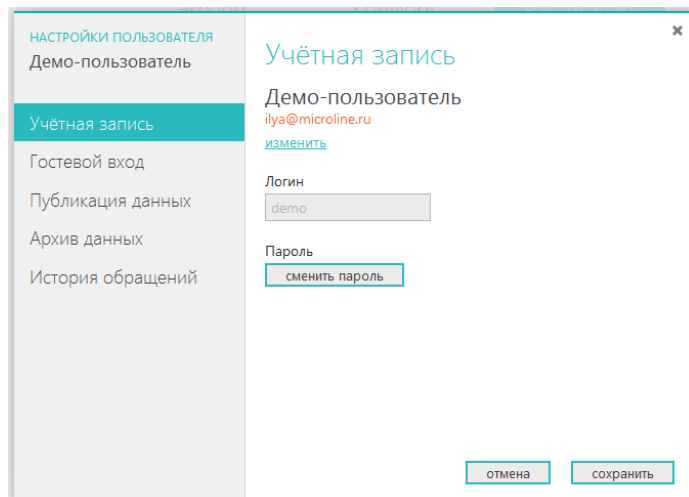 НАСТРОЙКИ ПОЛЬЗОВАТЕЛЯ
Демо-пользователь
Учётная запись
Гостевой вход
Публикация данных
Архив данных
История обращений
Учётная запись
Демо-пользователь
ilya@microline.ru
изменить
Логин
demo
Пароль
сменить пароль
отмена
сохранить